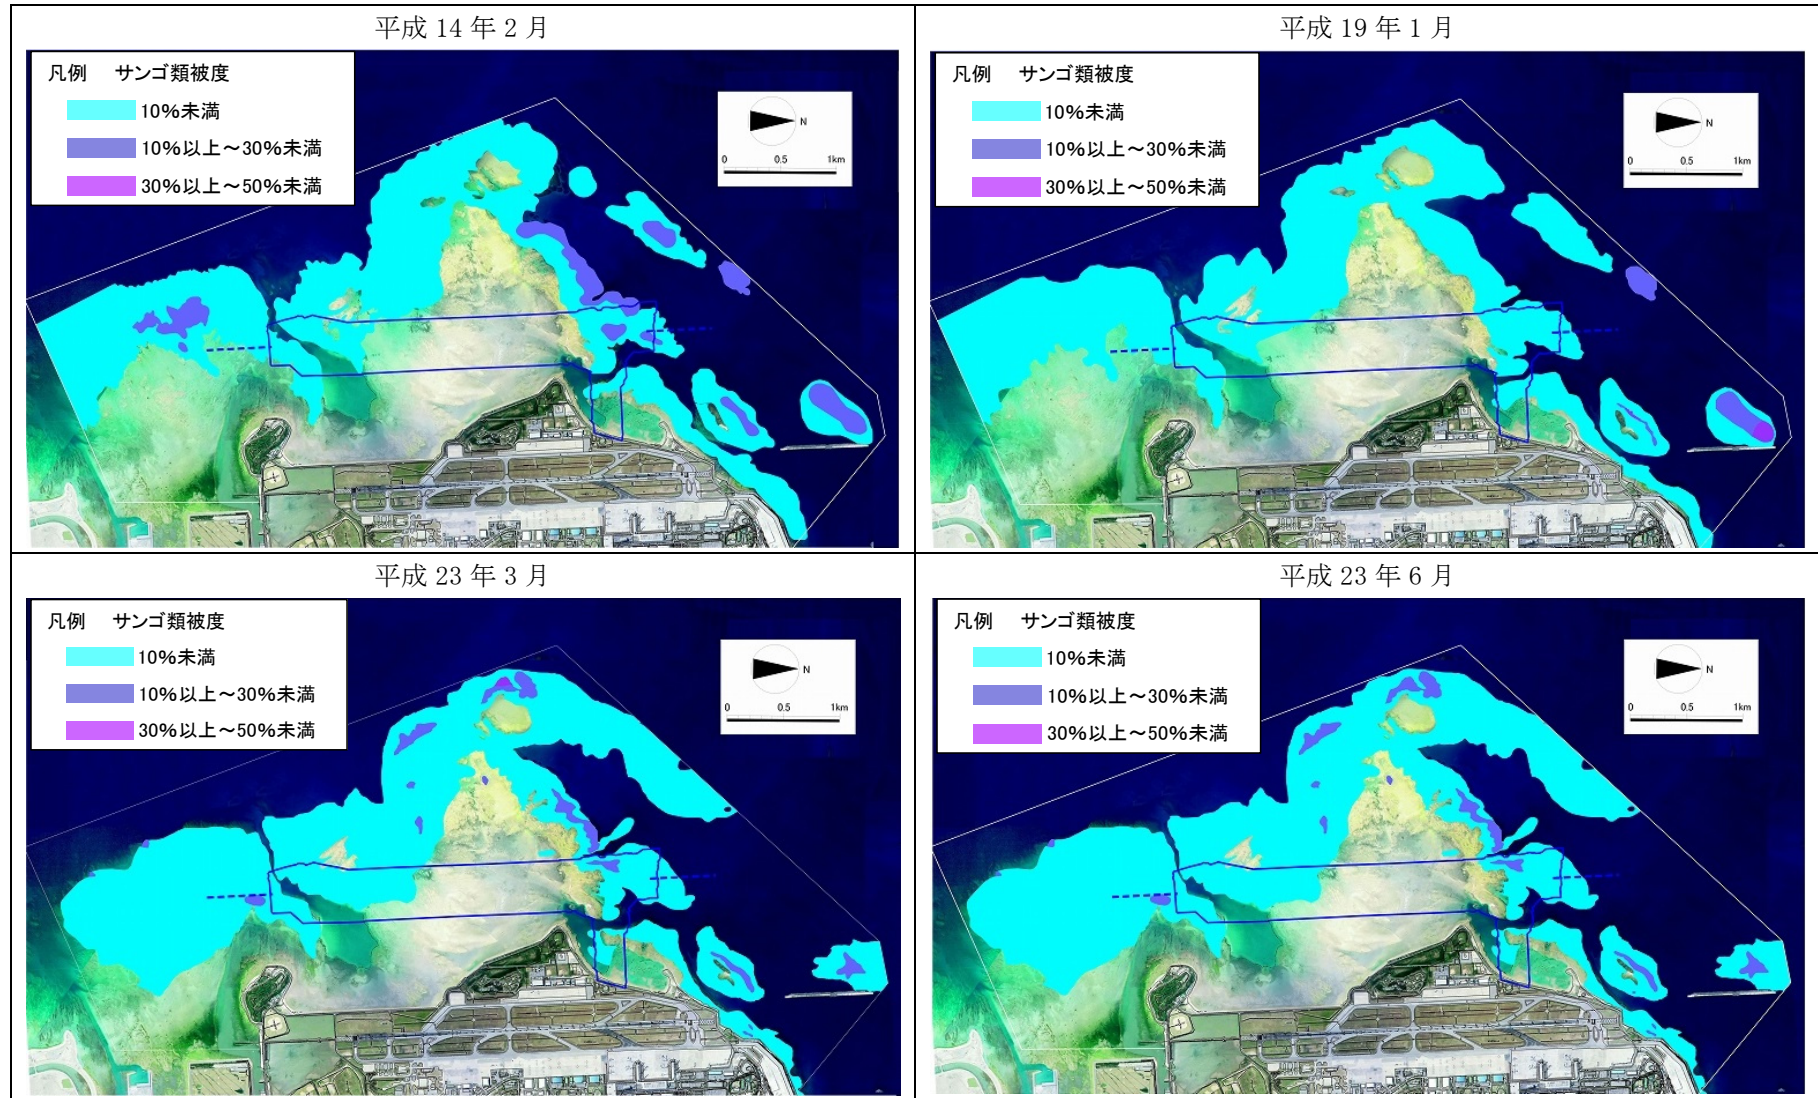 平成 14 年 2 月
凡例 サンゴ類被度
10%未満
10%以上~30%未満
30%以上~50%未満
N
0 0.5 1km
平成 19 年 1 月
凡例 サンゴ類被度
10%未満
10%以上~30%未満
30%以上~50%未満
N
0 0.5 1km
平成 23 年 3 月
凡例 サンゴ類被度
10%未満
10%以上~30%未満
30%以上~50%未満
N
0 0.5 1km
平成 23 年 6 月
凡例 サンゴ類被度
10%未満
10%以上~30%未満
30%以上~50%未満
N
0 0.5 1km